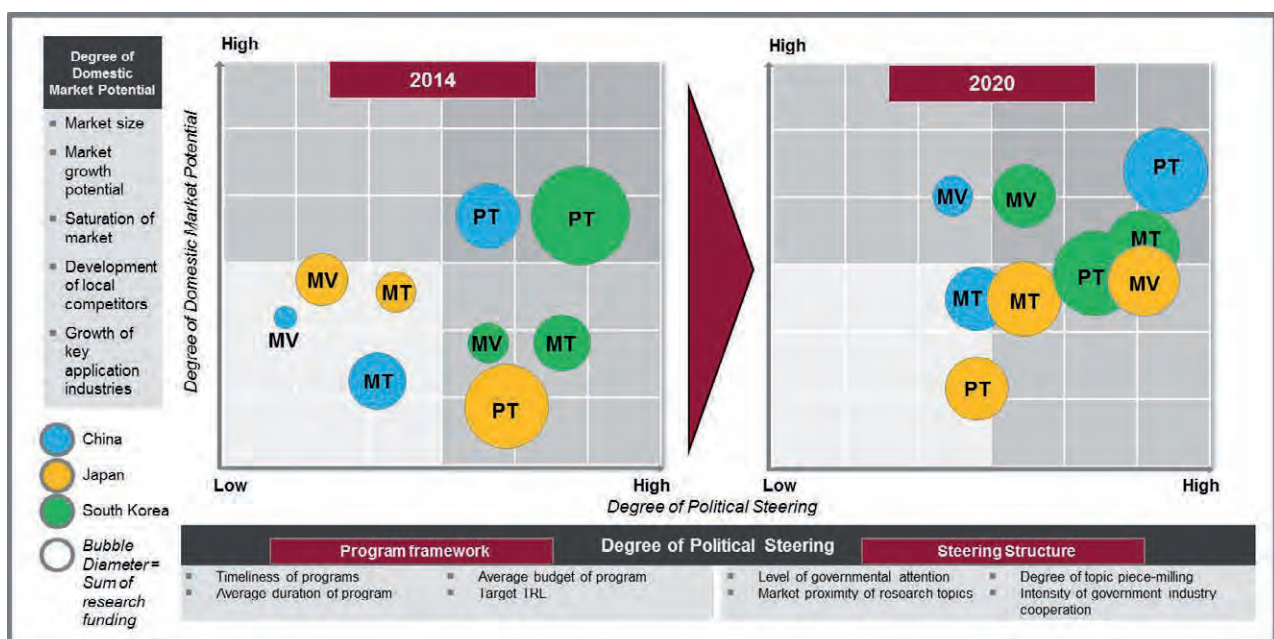 Degree of
Domestic
Market Potential
Market size
Market
growth
potential
Saturation of
market
Development
of local
competitors
Growth of
key
application
industries
China
Japan
South Korea
Bubble
Diameter=
Sum of
research
funding
High
2014
Degree of Domestic Market Potential
PT
PT
MV
MT
MV
MV
MT
MT
PT
Low
High
High
2020
Degree of Domestic Market Potential
PT
MV
MV
MT
PT
MV
MT
MT
PT
Low
High
Degree of Political Steering
Degree of Political Steering
Program framework
Timeliness of programs
Average duration of program
Average budget of program
Target TRL
Steering Structure
Level of governmental attention
Market proximity of research topics
Degree of topic piece-milling
Intensity of government industry
cooperation